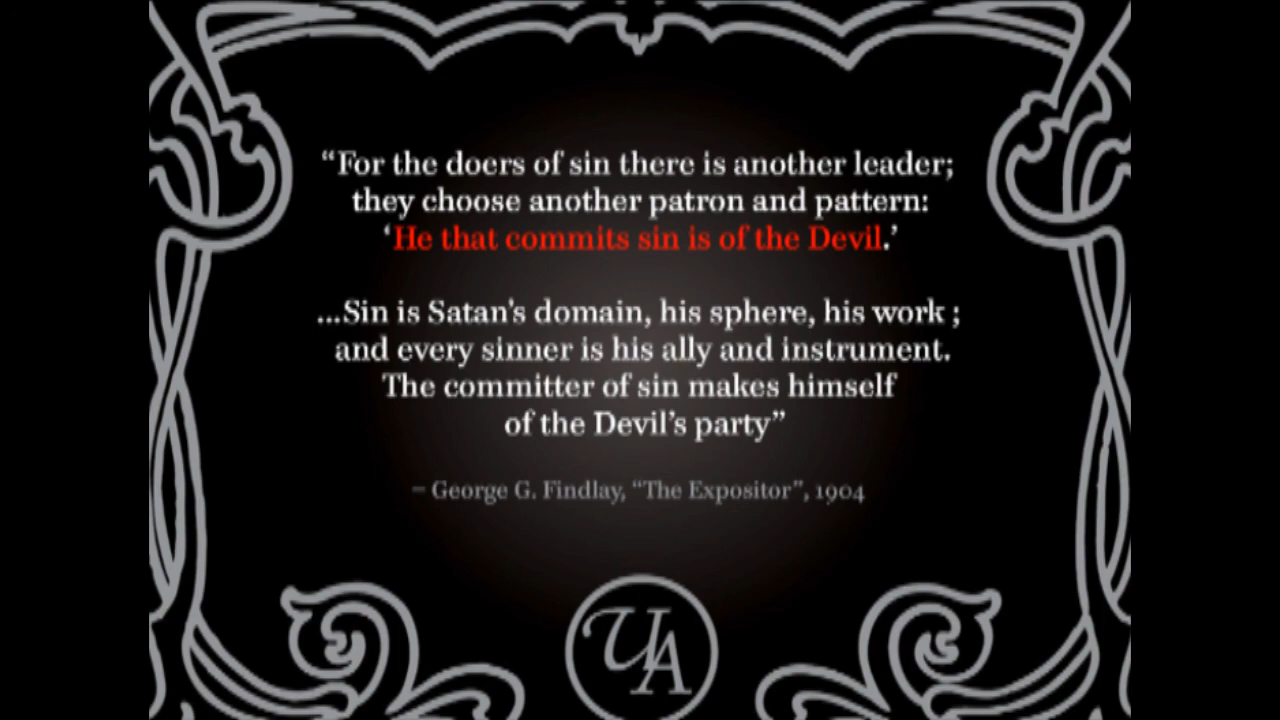 “For the doers of sin there is another leader;
they choose another patron and pattern:
‘He that commits sin is of the Devil.’
...Sin is Satan's domain, his sphere, his work ;
and every sinner is his ally and instrument.
The committer of sin makes himself
of the Devil’s party”
– George G. Findlay, “The Expositor”, 1904
UA